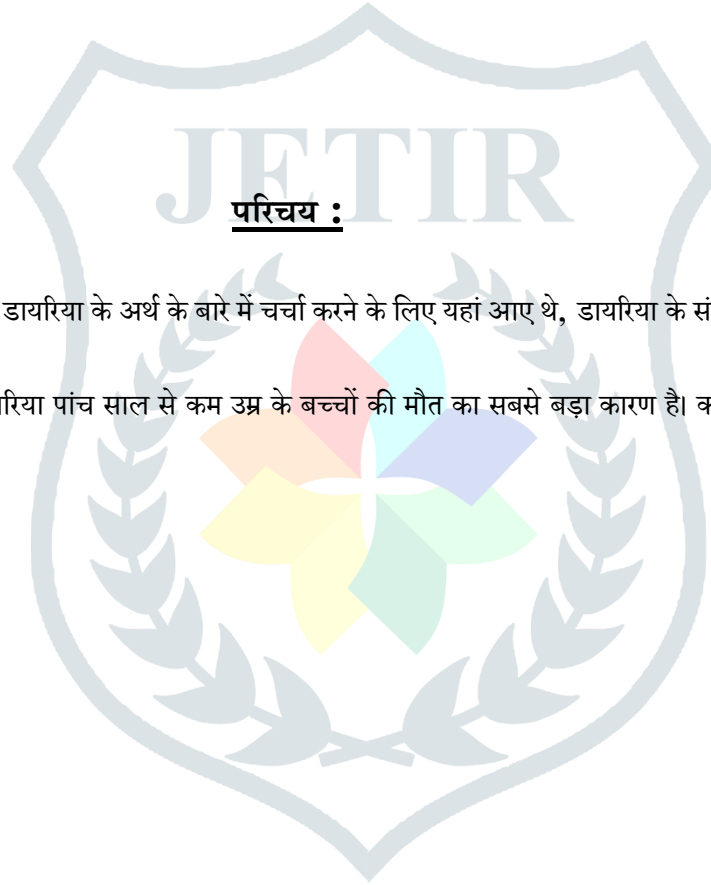 JETIR
परिचय :
डायरिया के अर्थ के बारे में चर्चा करने के लिए यहां आए थे, डायरिया के
पांच साल से कम उम्र के बच्चों की मौत का सबसे बड़ा कारण है।